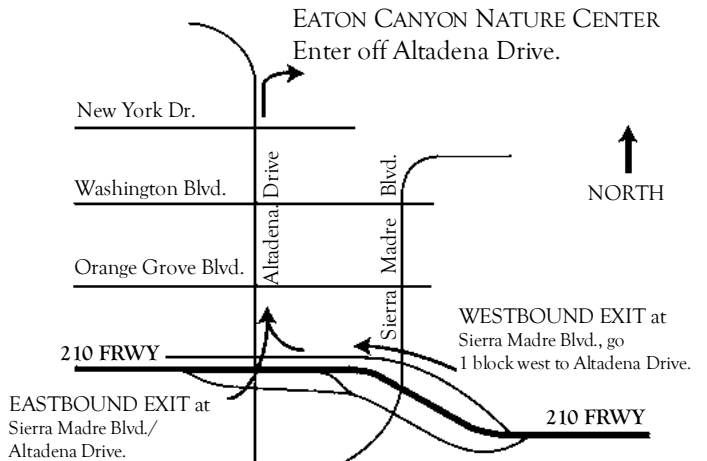 EATON CANYON NATURE CENTER
Enter off Altadena Drive.
New York Dr.
Altadena Drive
Sierra Madre Blvd.
Washington Blvd.
NORTH
Orange Grove Blvd.
WESTBOUND EXIT at
Sierra Madre Blvd., go
1 block west to Altadena Drive.
210 FRWY
EASTBOUND EXIT at
Sierra Madre Blvd./
Altadena Drive.
210 FRWY